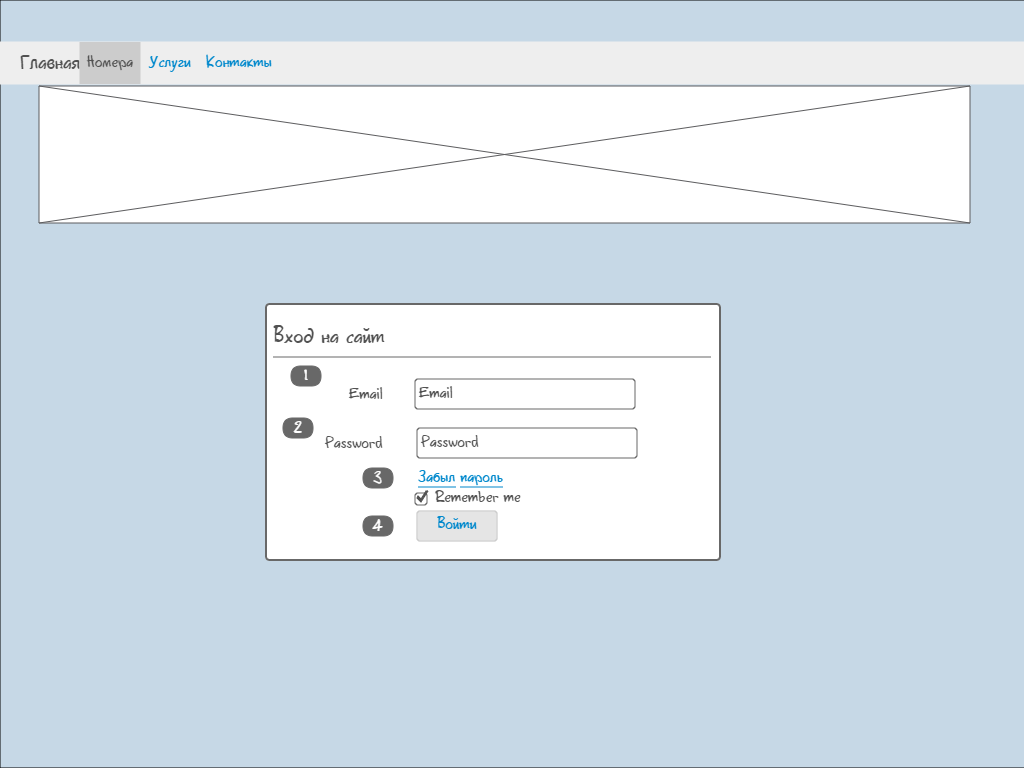 Главная Номера Услуги Контакты
Вход на сайт
1
Email Email
2
Password Password
3 Забыл пароль
Remember me
4 Войти